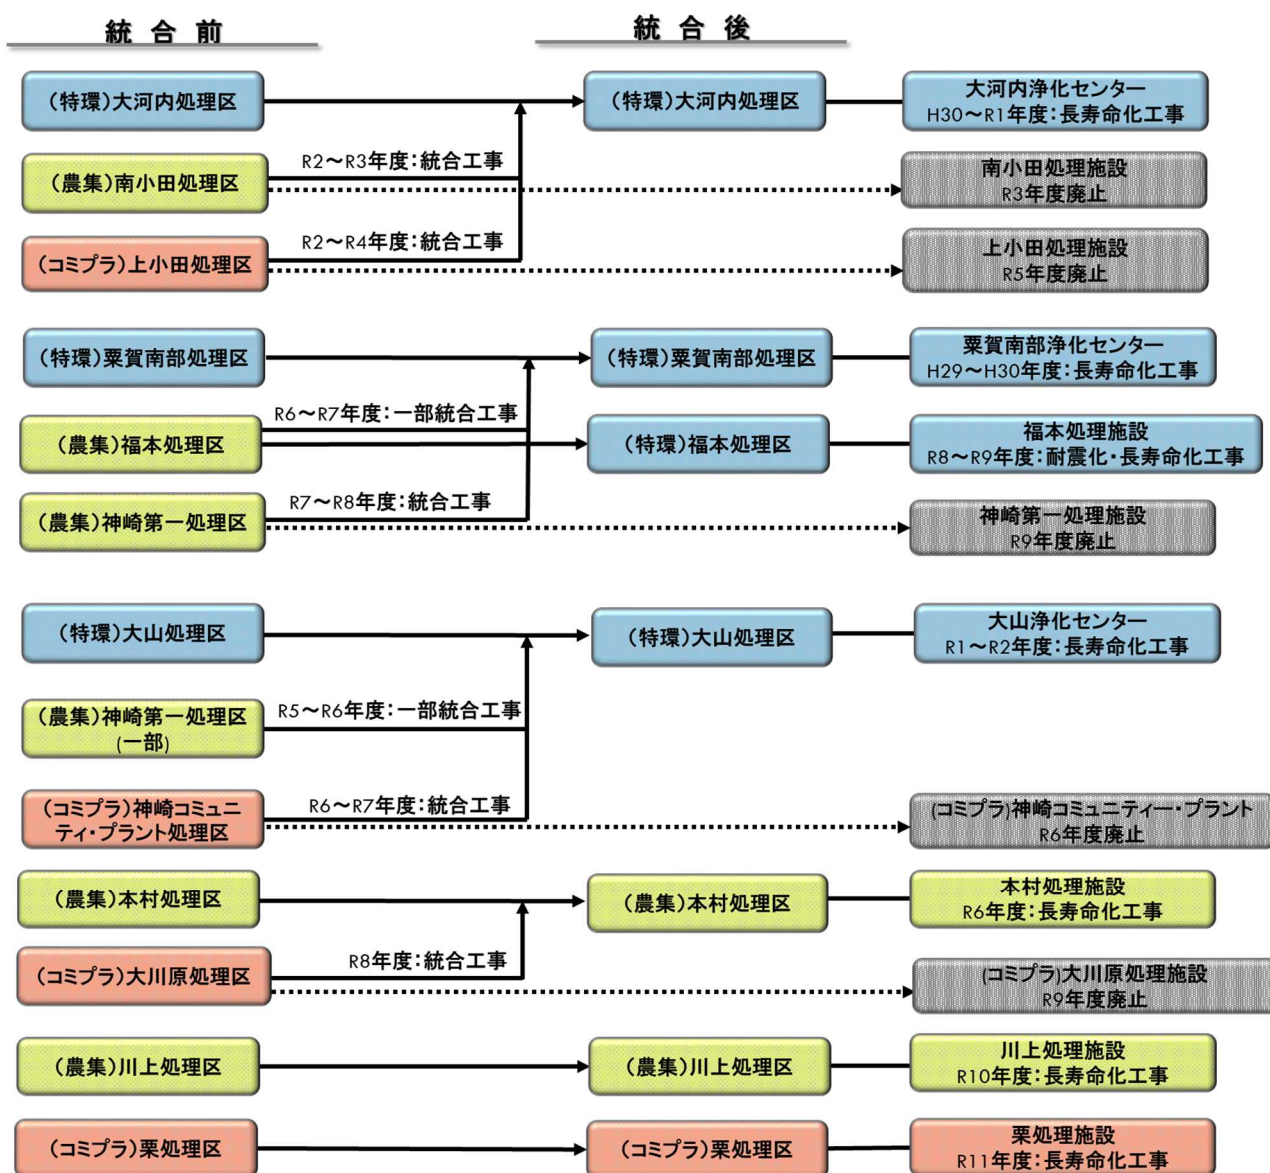 統合前
統合後
(特環)大河内処理区
(特環)大河内処理区
大河内浄化センター
H30～R1年度：長寿命化工事
R2～R3年度：統合工事
(農集)南小田処理区
南小田処理施設
R3年度廃止
R2～R4年度：統合工事
(コミプラ)上小田処理区
上小田処理施設
R5年度廃止
(特環)粟賀南部処理区
(特環)粟賀南部処理区
粟賀南部浄化センター
H29～H30年度：長寿命化工事
R6～R7年度：一部統合工事
(農集)福本処理区
(特環)福本処理区
福本処理施設
R8～R9年度：耐震化・長寿命化工事
R7～R8年度：統合工事
(農集)神崎第一処理区
神崎第一処理施設
R9年度廃止
(特環)大山処理区
(特環)大山処理区
大山浄化センター
R1～R2年度：長寿命化工事
(農集)神崎第一処理区
(一部)
R5～R6年度：一部統合工事
R6～R7年度：統合工事
(コミプラ)神崎コミュニ
ティ・プラント処理区
(コミプラ)神崎コミュニティー・プラント
R6年度廃止
(農集)本村処理区
(農集)本村処理区
本村処理施設
R6年度：長寿命化工事
R8年度：統合工事
(コミプラ)大川原処理区
(コミプラ)大川原処理施設
R9年度廃止
(農集)川上処理区
(農集)川上処理区
川上処理施設
R10年度：長寿命化工事
(コミプラ)栗処理区
(コミプラ)栗処理区
栗処理施設
R11年度：長寿命化工事